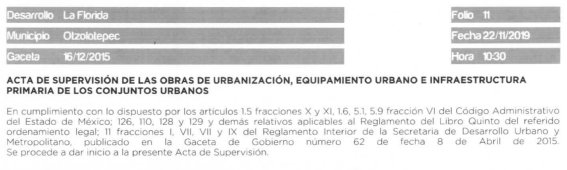 Desarrollo La Florida
Folio 11
Municipio Otzolotepec
Fecha 22/11/2019
Gaceta 16/12/2015
Hora 10:30
ACTA DE SUPERVISIÓN DE LAS OBRAS DE URBANIZACIÓN, EQUIPAMIENTO URBANO E INFRAESTRUCTURA
PRIMARIA DE LOS CONJUNTOS URBANOS
En cumplimiento con lo dispuesto por los articulos 1.5 fracciones X y XI, 1.6, 5.1, 5.9 fracción VI del Código Administrativo
del Estado de México; 126, 110, 128 y 129 y demás relativos aplicables al Reglamento del Libro Quinto del referido
ordenamiento legal; 11 fracciones I, VII, VII y IX del Reglamento Interior de la Secretaria de Desarrollo Urbano y
Metropolitano, publicado en la Gaceta de Gobierno número 62 de fecha 8 de Abril de 2015.
Se procede a dar inicio a la presente Acta de Supervisión.